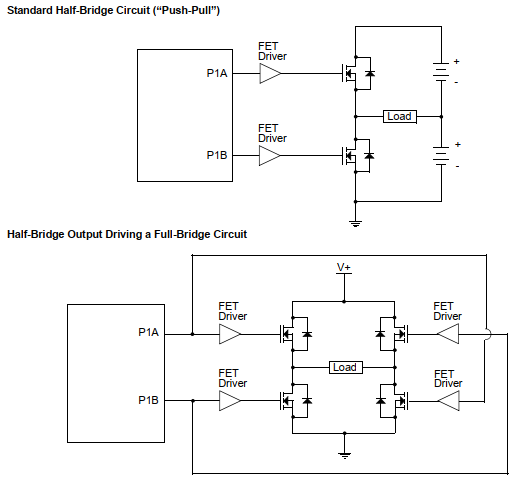 Standard Half-Bridge Circuit (“Push-Pull”)
FET
Driver
P1A
+
Load
-
FET
Driver
P1B
+
-
Half-Bridge Output Driving a Full-Bridge Circuit
V+
FET
Driver
FET
Driver
P1A
Load
FET
Driver
FET
Driver
P1B